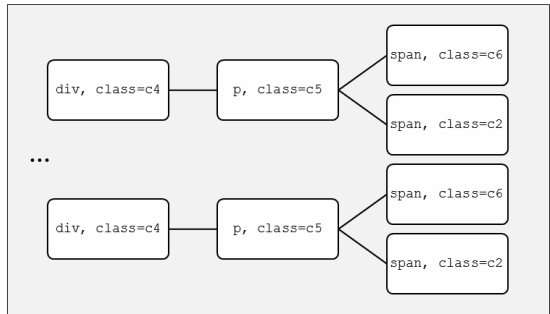 span, class=c6
div, class=c4
p, class=c5
span, class=c2
...
span, class=c6
div, class=c4
p, class=c5
span, class=c2